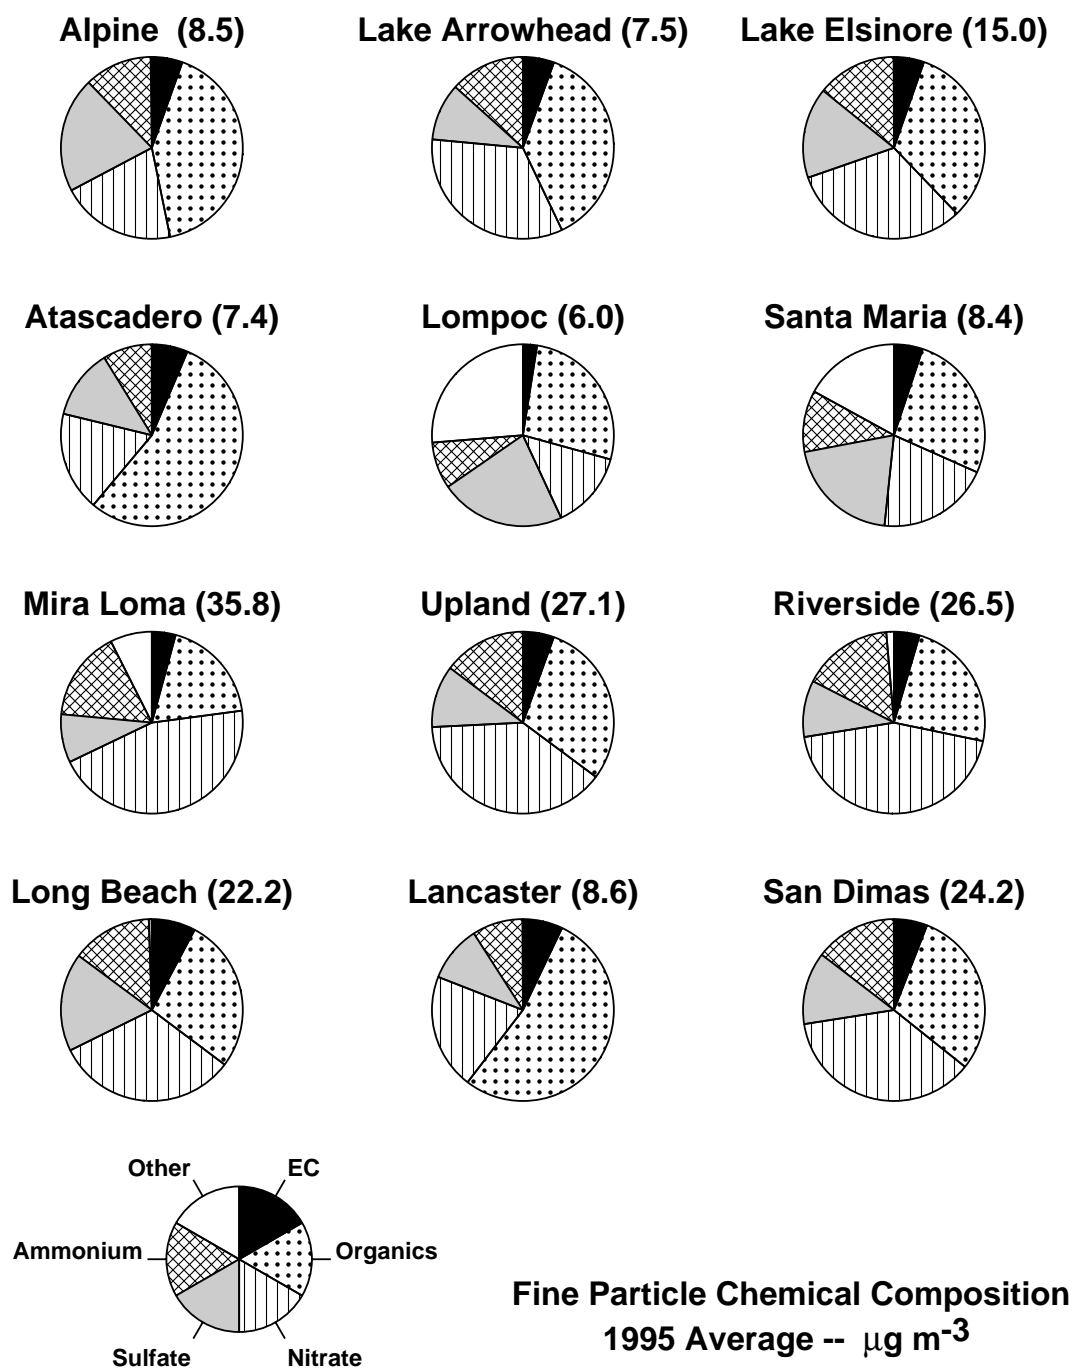 Alpine (8.5)
Lake Arrowhead (7.5)
Lake Elsinore (15.0)
Atascadero (7.4)
Lompoc (6.0)
Santa Maria (8.4)
Mira Loma (35.8)
Upland (27.1)
Riverside (26.5)
Long Beach (22.2)
Lancaster (8.6)
San Dimas (24.2)
Other
EC
Ammonium
Organics
Sulfate
Nitrate
Fine Particle Chemical Composition
1995 Average -- μg m-3